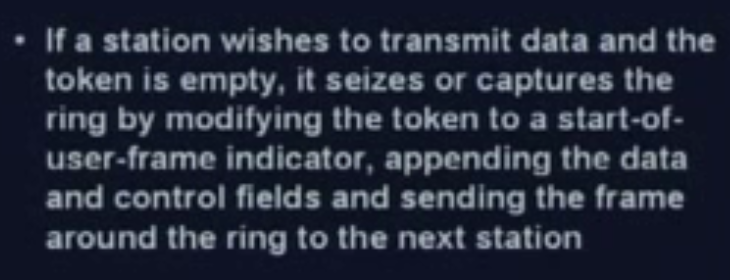 • If a station wishes to transmit data and the
token is empty, it seizes or captures the
ring by modifying the token to a start-of-
user-frame indicator, appending the data
and control fields and sending the frame
around the ring to the next station